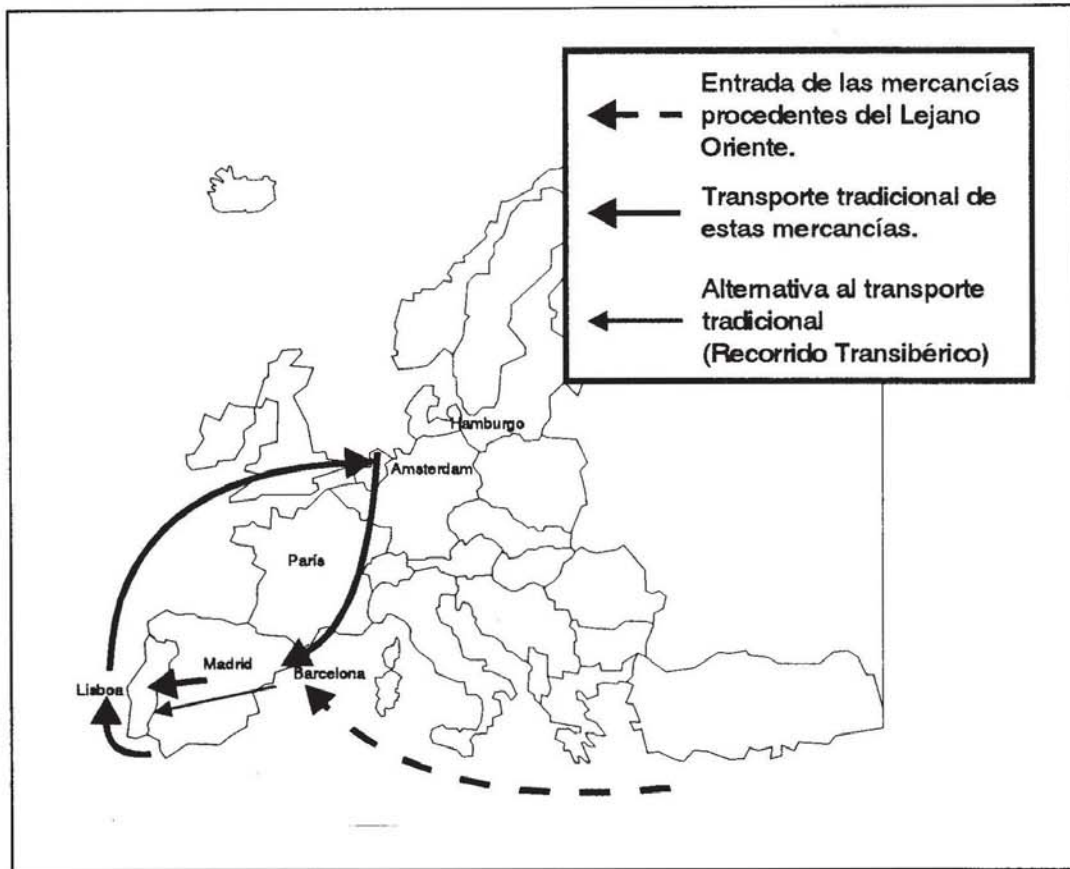 Entrada de las mercancías
procedentes del Lejano
Oriente.
Transporte tradicional de
estas mercancías.
Alternativa al transporte
tradicional
(Recorrido Transibérico)
Hamburgo
Amsterdam
París
Madrid
Barcelona
Lisboa